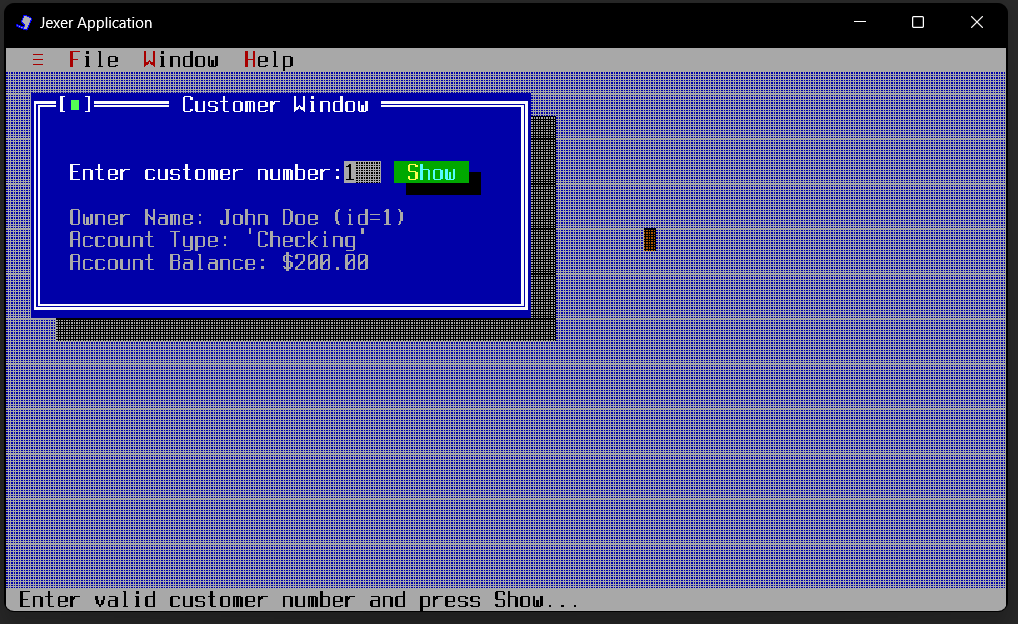 Jexer Application
≡ File Window Help
Customer Window
Enter customer number:1 Show
Owner Name: John Doe (id=1)
Account Type: 'Checking'
Account Balance: $200.00
Enter valid customer number and press Show...